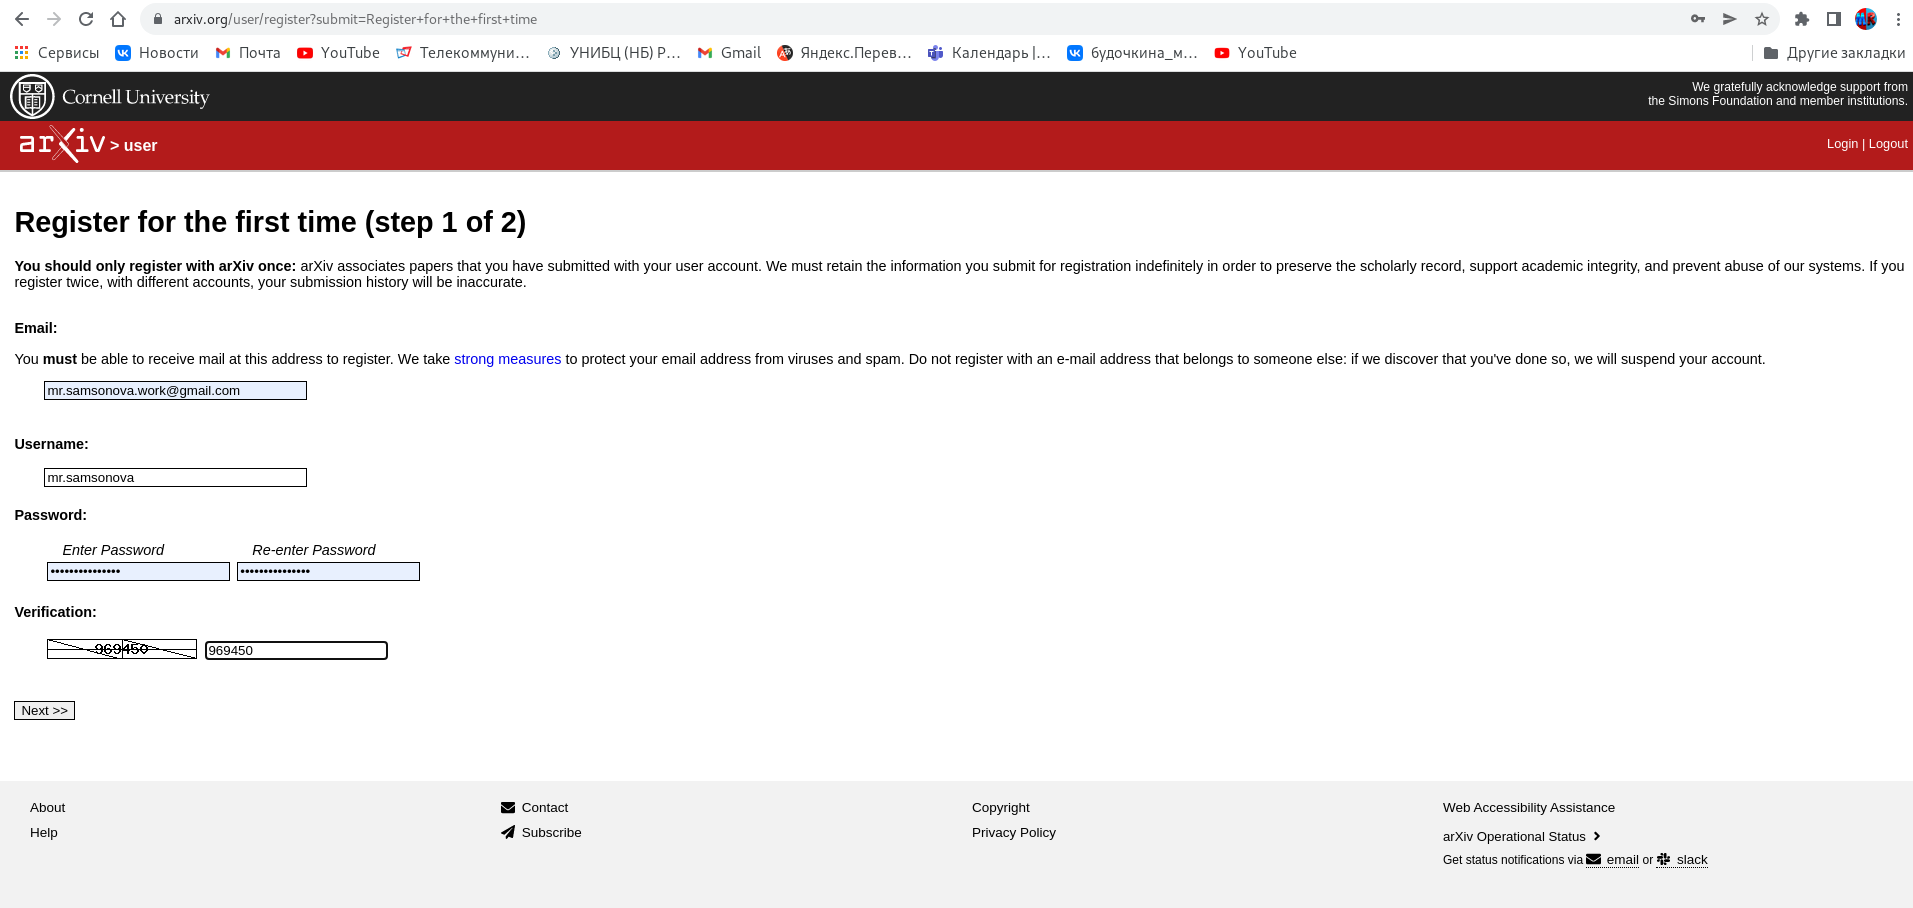 arxiv.org/user/register?submit=Register+for+the+first+time
Сервисы Новости Почта YouTube Телекоммуни... УНИБЦ (НБ) Р... Gmail Яндекс.Перев... Календарь |... будочкина_м... YouTube Другие закладки
Cornell University
We gratefully acknowledge support from
the Simons Foundation and member institutions.
arXiv > user
Login | Logout
Register for the first time (step 1 of 2)
You should only register with arXiv once: arXiv associates papers that you have submitted with your user account. We must retain the information you submit for registration indefinitely in order to preserve the scholarly record, support academic integrity, and prevent abuse of our systems. If you
register twice, with different accounts, your submission history will be inaccurate.
Email:
You must be able to receive mail at this address to register. We take strong measures to protect your email address from viruses and spam. Do not register with an e-mail address that belongs to someone else: if we discover that you've done so, we will suspend your account.
mr.samsonova.work@gmail.com
Username:
mr.samsonova
Password:
Enter Password Re-enter Password
••••••••••••••• •••••••••••••••
Verification:
969450 969450
Next >>
About Contact Copyright Web Accessibility Assistance
Help Subscribe Privacy Policy
arXiv Operational Status
Get status notifications via email or slack